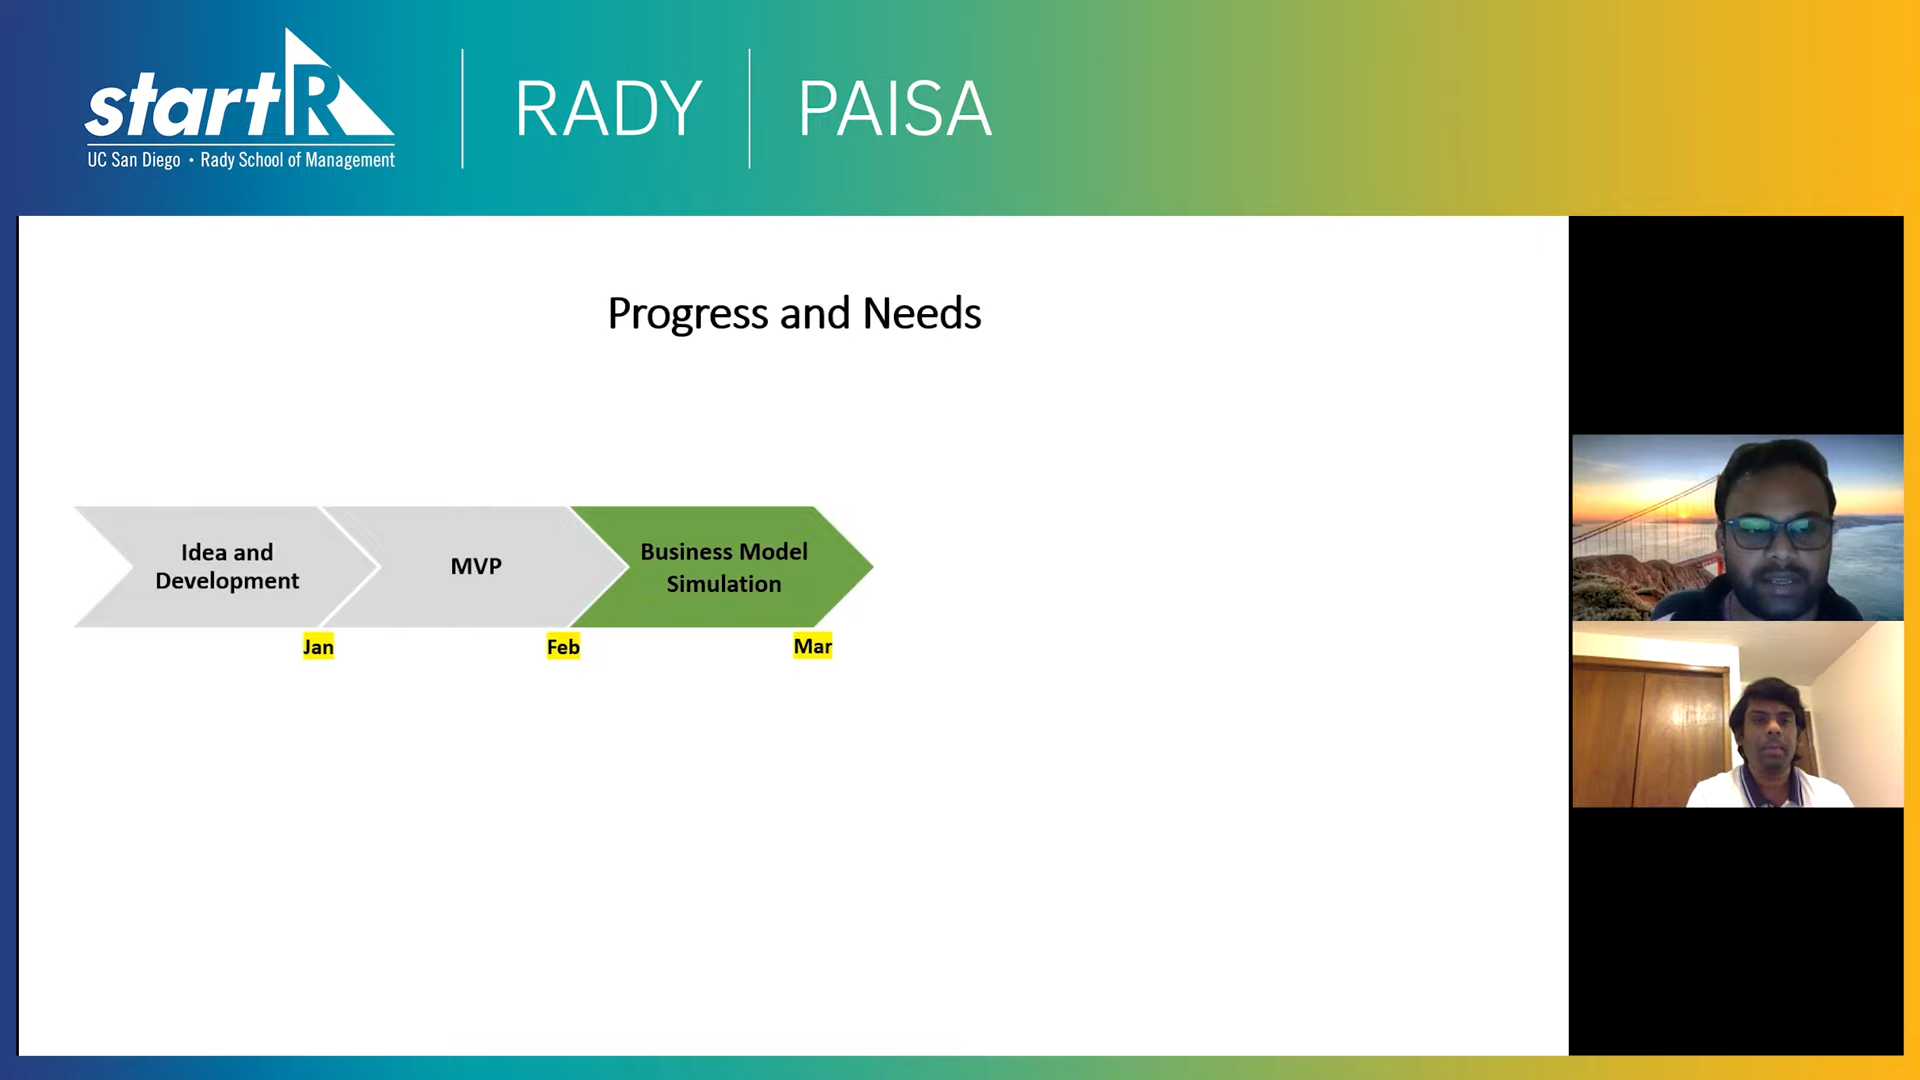 startR
UC San Diego • Rady School of Management
RADY
PAISA
Progress and Needs
Idea and
Development
MVP
Business Model
Simulation
Jan
Feb
Mar